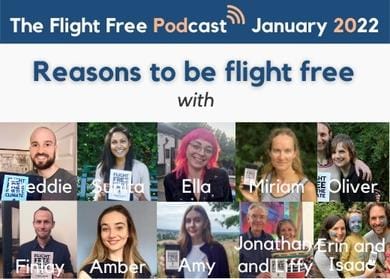 The Flight Free Podcast January 2022
Reasons to be flight free
with
eddie Sunita Ella Miriam Oliver
Finlay Amber Amy Jonathan and Liffy Erin and Isaac